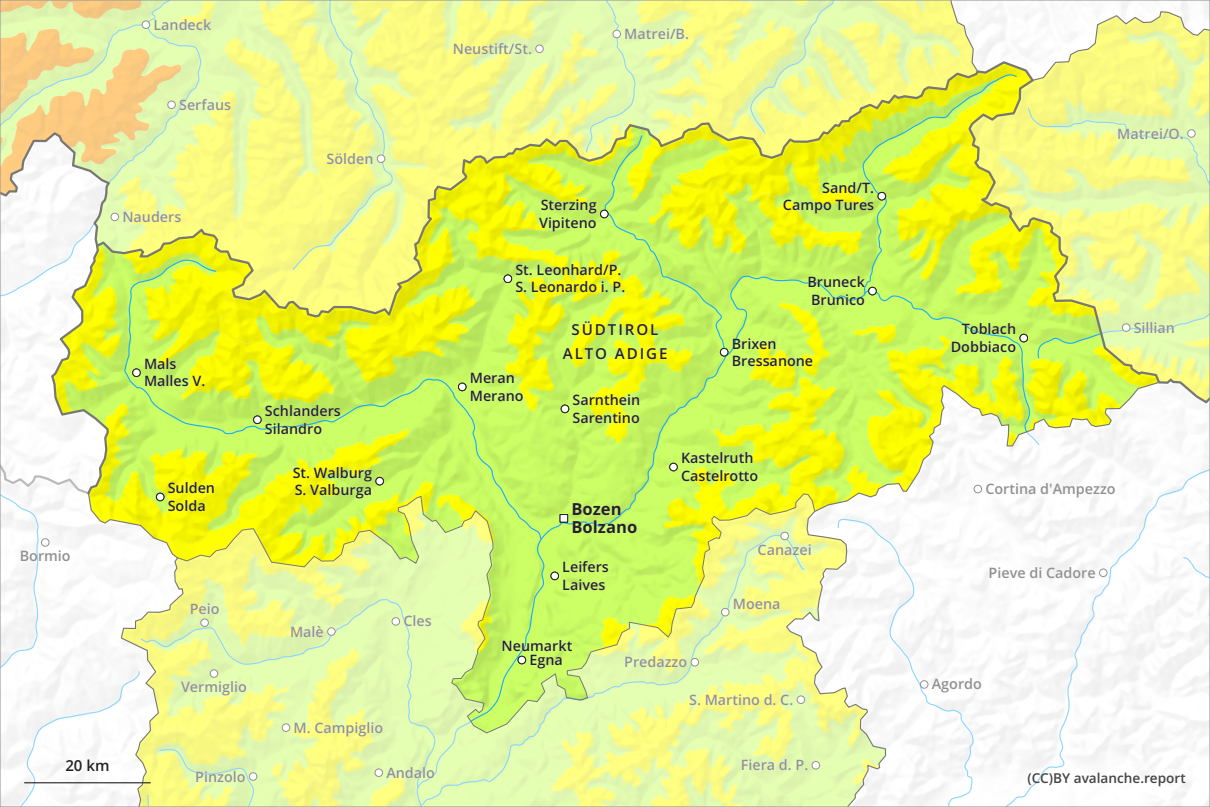 Landeck
Neustift/St.
Matrei/B.
Serfaus
Matrei/O.
Sölden
Nauders
Sand/T.
Campo Tures
Sterzing
Vipiteno
St. Leonhard/P.
S. Leonardo i. P.
Bruneck
Brunico
SÜDTIROL
ALTO ADIGE
Toblach
Dobbiaco
Sillian
Brixen
Bressanone
Mals
Malles V.
Meran
Merano
Sarnthein
Sarentino
Schlanders
Silandro
Kastelruth
Castelrotto
St. Walburg
S. Valburga
Sulden
Solda
Cortina d'Ampezzo
Bozen
Bolzano
Bormio
Canazei
Leifers
Laives
Pieve di Cadore
Peio
Moena
Cles
Malè
Neumarkt
Egna
Predazzo
Vermiglio
Agordo
S. Martino d. C.
M. Campiglio
Fiera d. P.
20 km
Pinzolo
Andalo
(CC)BY avalanche.report